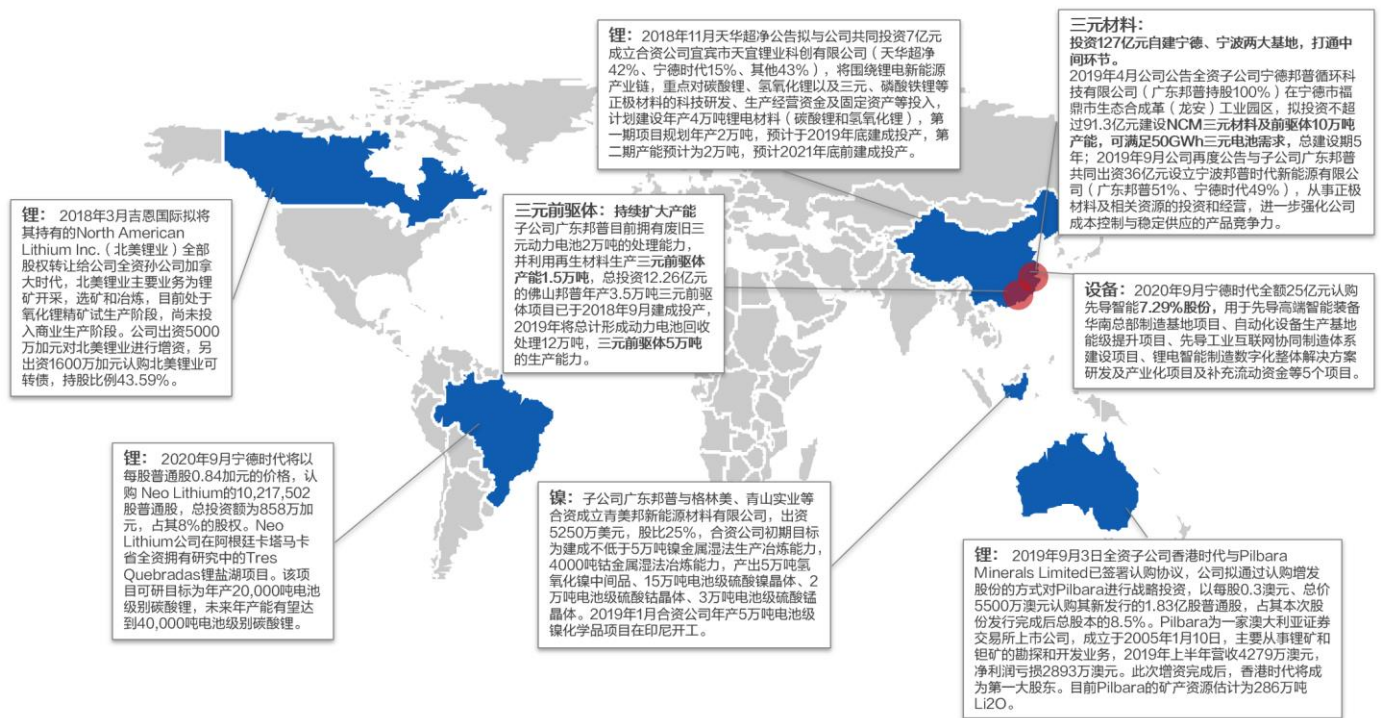 锂：2018年11月天华超净公告拟与公司共同投资7亿元
成立合资公司宜宾市天宜锂业科创有限公司（天华超净
42%、宁德时代15%、其他43%），将围绕锂电新能源
产业链，重点对碳酸锂、氢氧化锂以及三元、磷酸铁锂等
正极材料的科技研发、生产经营资金及固定资产等投入，
计划建设年产4万吨锂电材料（碳酸锂和氢氧化锂），第
一期项目规划年产2万吨，预计于2019年底建成投产，第
二期产能预计为2万吨，预计2021年底前建成投产。
三元材料：
投资127亿元自建宁德、宁波两大基地，打通中
间环节。
2019年4月公司公告全资子公司宁德邦普循环科
技有限公司（广东邦普持股100%）在宁德市福
鼎市生态合成革（龙安）工业园区，拟投资不超
过91.3亿元建设NCM三元材料及前驱体10万吨
产能，可满足50GWh三元电池需求，总建设期5
年；2019年9月公司再度公告与子公司广东邦普
共同出资36亿元设立宁波邦普时代新能源有限公
司（广东邦普51%、宁德时代49%），从事正极
材料及相关资源的投资和经营，进一步强化公司
成本控制与稳定供应的产品竞争力。
锂：2018年3月吉恩国际拟将
其持有的North American
Lithium Inc.（北美锂业）全部
股权转让给公司全资孙公司加拿
大时代，北美锂业主要业务为锂
矿开采，选矿和冶炼，目前处于
氧化锂精矿试生产阶段，尚未投
入商业生产阶段。公司出资5000
万加元对北美锂业进行增资，另
出资1600万加元认购北美锂业可
转债，持股比例43.59%。
三元前驱体：持续扩大产能
子公司广东邦普目前拥有废旧三
元动力电池2万吨的处理能力，
并利用再生材料生产三元前驱体
产能1.5万吨，总投资12.26亿元
的佛山邦普年产3.5万吨三元前驱
体项目已于2018年9月建成投产，
2019年将总计形成动力电池回收
处理12万吨，三元前驱体5万吨
的生产能力。
设备：2020年9月宁德时代全额25亿元认购
先导智能7.29%股份，用于先导高端智能装备
华南总部制造基地项目、自动化设备生产基地
能级提升项目、先导工业互联网协同制造体系
建设项目、锂电智能制造数字化整体解决方案
研发及产业化项目及补充流动资金等5个项目。
锂：2020年9月宁德时代将以
每股普通股0.84加元的价格，认
购 Neo Lithium的10,217,502
股普通股，总投资额为858万加
元，占其8%的股权。Neo
Lithium公司在阿根廷卡塔马卡
省全资拥有研究中的Tres
Quebradas锂盐湖项目。该项
目可研目标为年产20,000吨电池
级别碳酸锂，未来年产能有望达
到40,000吨电池级别碳酸锂。
镍：子公司广东邦普与格林美、青山实业等
合资成立青美邦新能源材料有限公司，出资
5250万美元，股比25%，合资公司初期目标
为建成不低于5万吨镍金属湿法生产冶炼能力，
4000吨钴金属湿法冶炼能力，产出5万吨氢
氧化镍中间品、15万吨电池级硫酸镍晶体、2
万吨电池级硫酸钴晶体、3万吨电池级硫酸锰
晶体。2019年1月合资公司年产5万吨电池级
镍化学品项目在印尼开工。
锂：2019年9月3日全资子公司香港时代与Pilbara
Minerals Limited已签署认购协议，公司拟通过认购增发
股份的方式对Pilbara进行战略投资，以每股0.3澳元、总价
5500万澳元认购其新发行的1.83亿股普通股，占其本次股
份发行完成后总股本的8.5%。Pilbara为一家澳大利亚证券
交易所上市公司，成立于2005年1月10日，主要从事锂矿和
钽矿的勘探和开发业务，2019年上半年营收4279万澳元，
净利润亏损2893万澳元。此次增资完成后，香港时代将成
为第一大股东。目前Pilbara的矿产资源估计为286万吨
Li2O。